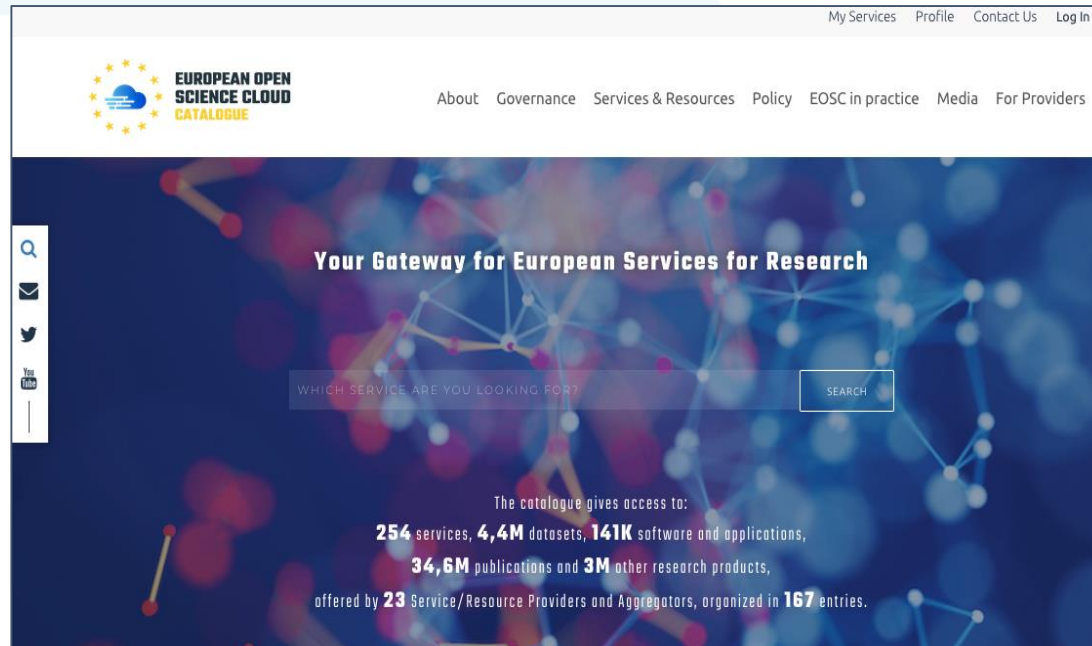 My Services Profile Contact Us Log In
EUROPEAN OPEN
SCIENCE CLOUD
CATALOGUE
About Governance Services & Resources Policy EOSC in practice Media For Providers
Your Gateway for European Services for Research
You
Tube
WHICH SERVICE ARE YOU LOOKING FOR?
SEARCH
The catalogue gives access to:
254 services, 4,4M datasets, 141K software and applications,
34,6M publications and 3M other research products,
offered by 23 Service/Resource Providers and Aggregators, organized in 167 entries.